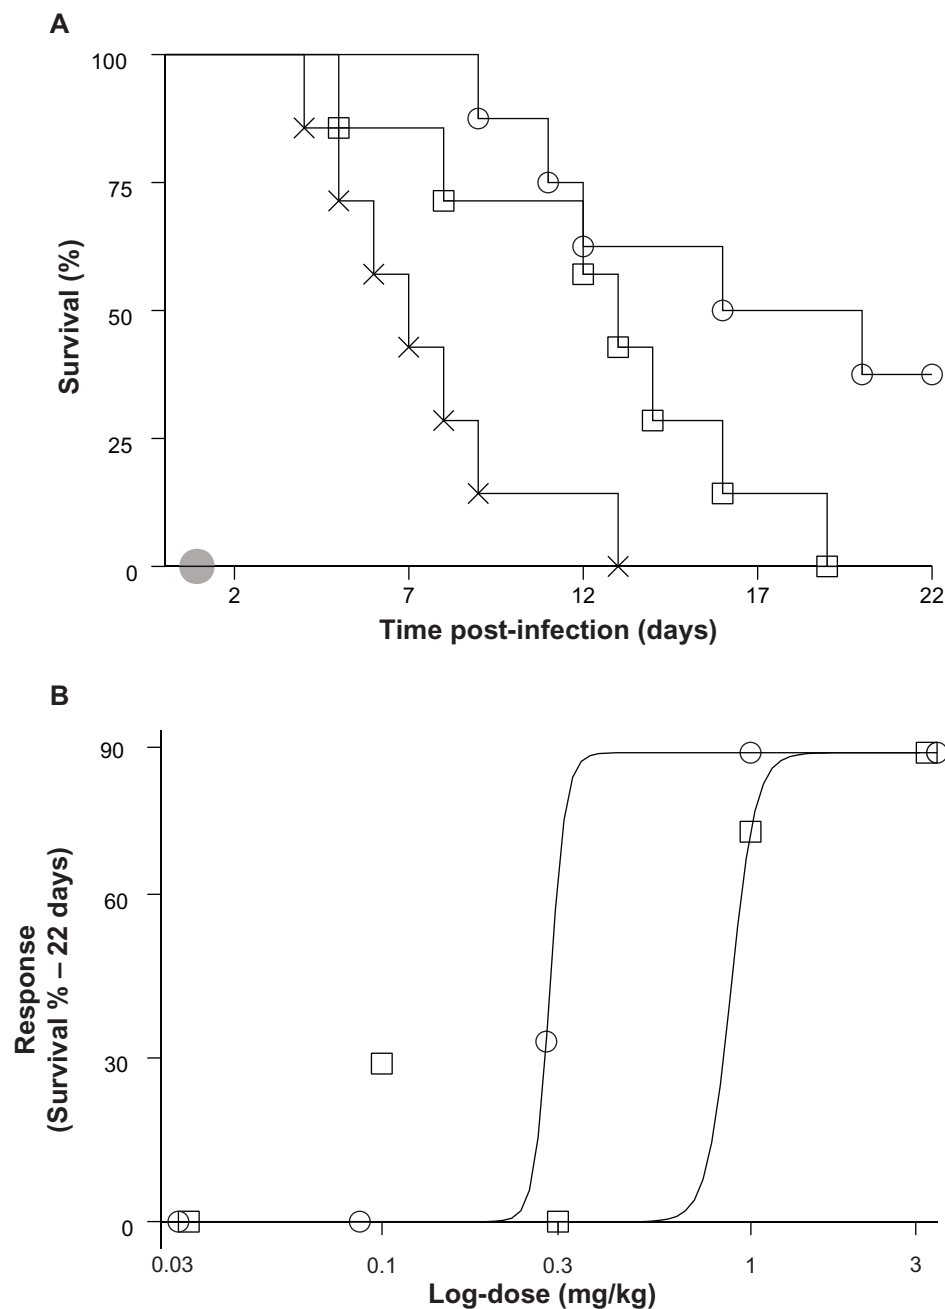 A
100
75
50
25
0
Survival (%)
2 7 12 17 22
Time post-infection (days)
B
90
60
30
0
Response
(Survival % – 22 days)
0.03 0.1 0.3 1 3
Log-dose (mg/kg)